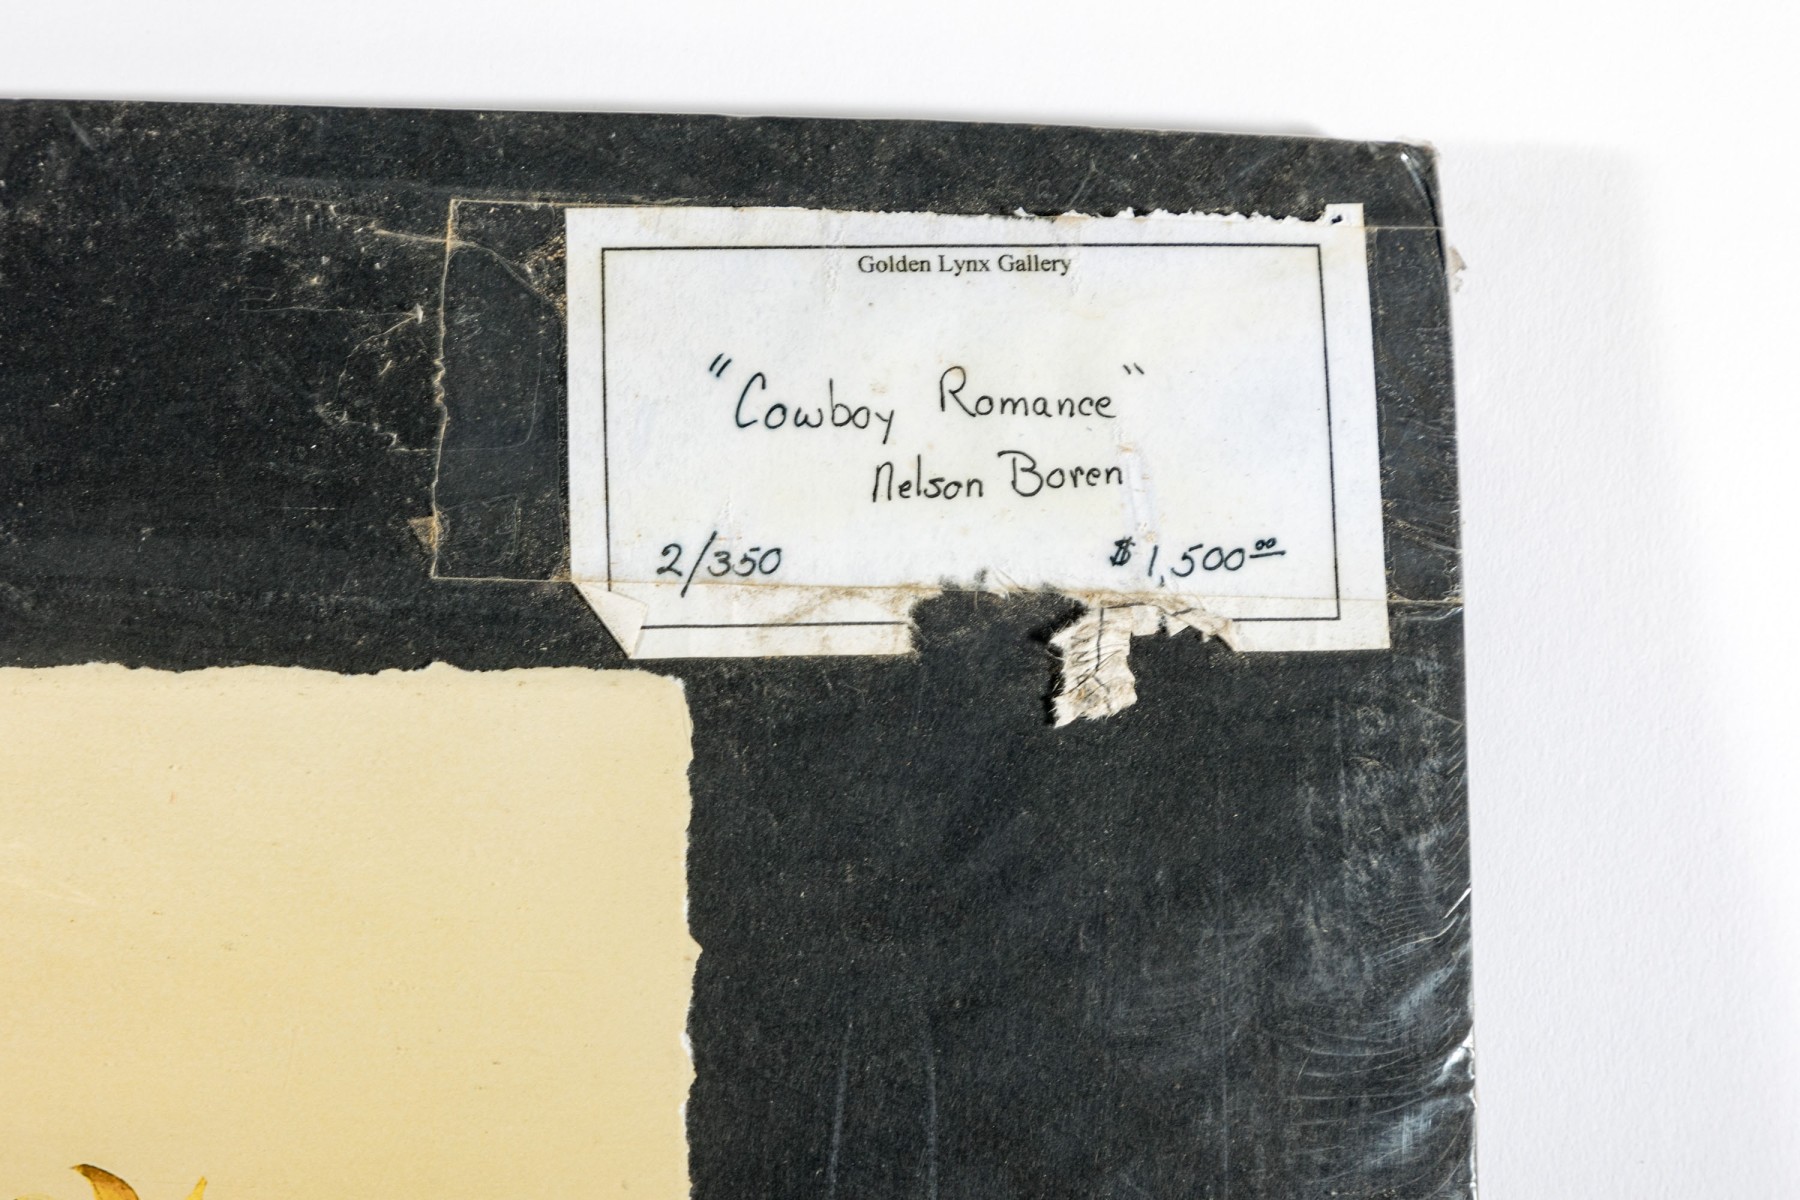 Golden Lynx Gallery
"Cowboy Romance"
Nelson Boren
2/350 $1,500.00